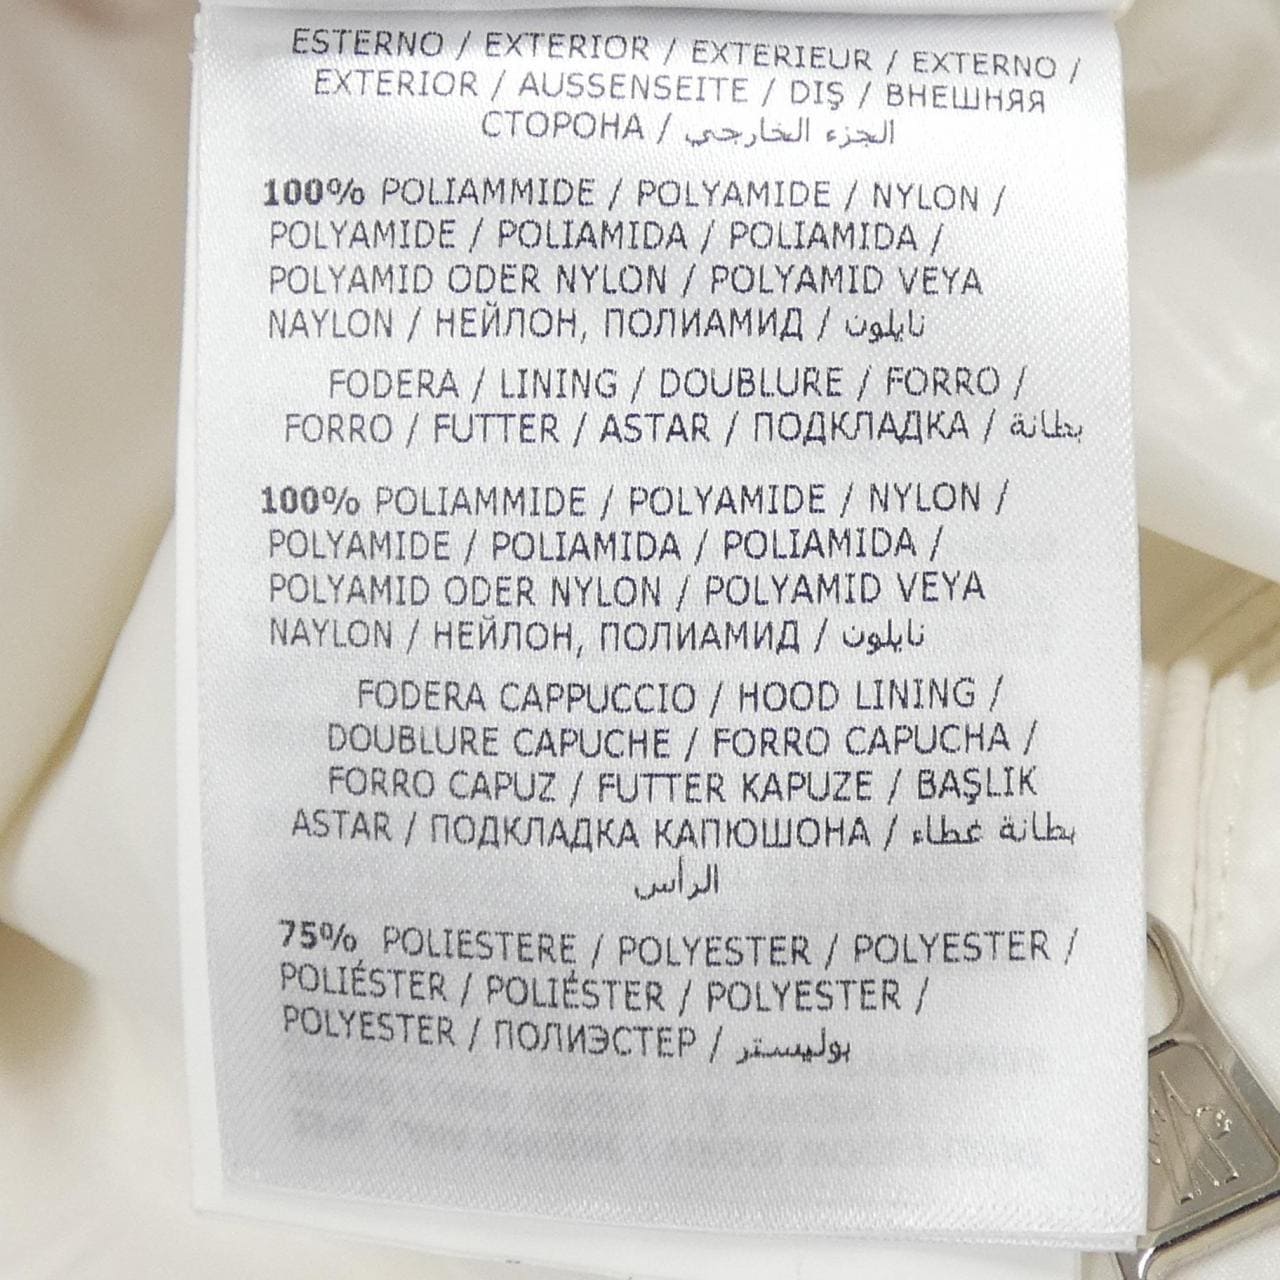 ESTERNO / EXTERIOR / EXTERIEUR / EXTERNO /
EXTERIOR / AUSSENSEITE / DIŞ / ВНЕШНЯЯ
СТОРОНА / الجزء الخارجي
100% POLIAMMIDE / POLYAMIDE / NYLON /
POLYAMIDE / POLIAMIDA / POLIAMIDA /
POLYAMID ODER NYLON / POLYAMID VEYA
NAYLON / НЕЙЛОН, ПОЛИАМИД / نايلون
FODERA / LINING / DOUBLURE / FORRO /
FORRO / FUTTER / ASTAR / ПОДКЛАДКА / بطانة
100% POLIAMMIDE / POLYAMIDE / NYLON /
POLYAMIDE / POLIAMIDA / POLIAMIDA /
POLYAMID ODER NYLON / POLYAMID VEYA
NAYLON / НЕЙЛОН, ПОЛИАМИД / نايلون
FODERA CAPPUCCIO / HOOD LINING /
DOUBLURE CAPUCHE / FORRO CAPUCHA /
FORRO CAPUZ / FUTTER KAPUZE / BAŞLIK
ASTAR / ПОДКЛАДКА КАПЮШОНА / بطانة غطاء
الرأس
75% POLIESTERE / POLYESTER / POLYESTER /
POLIÉSTER / POLIÉSTER / POLYESTER /
POLYESTER / ПОЛИЭСТЕР / بوليستر